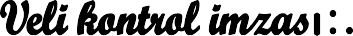 Veli kontrol imzası: .